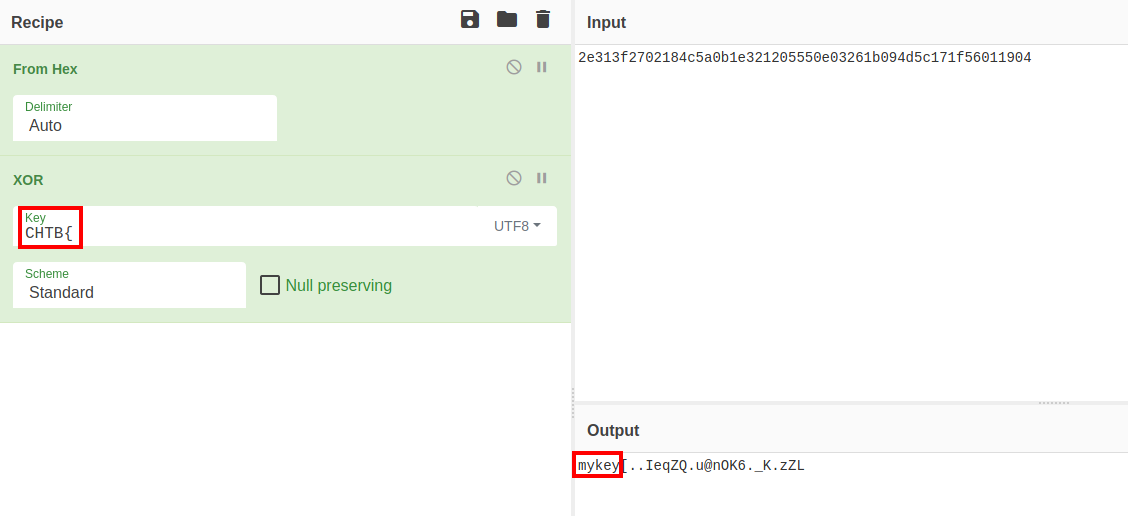 Recipe
From Hex
Delimiter
Auto
XOR
Key
CHTB{
UTF8
Scheme
Standard
Null preserving
Input
2e313f2702184c5a0b1e321205550e03261b094d5c171f56011904
Output
mykey[..IeqZQ.u@nOK6._K.zZL